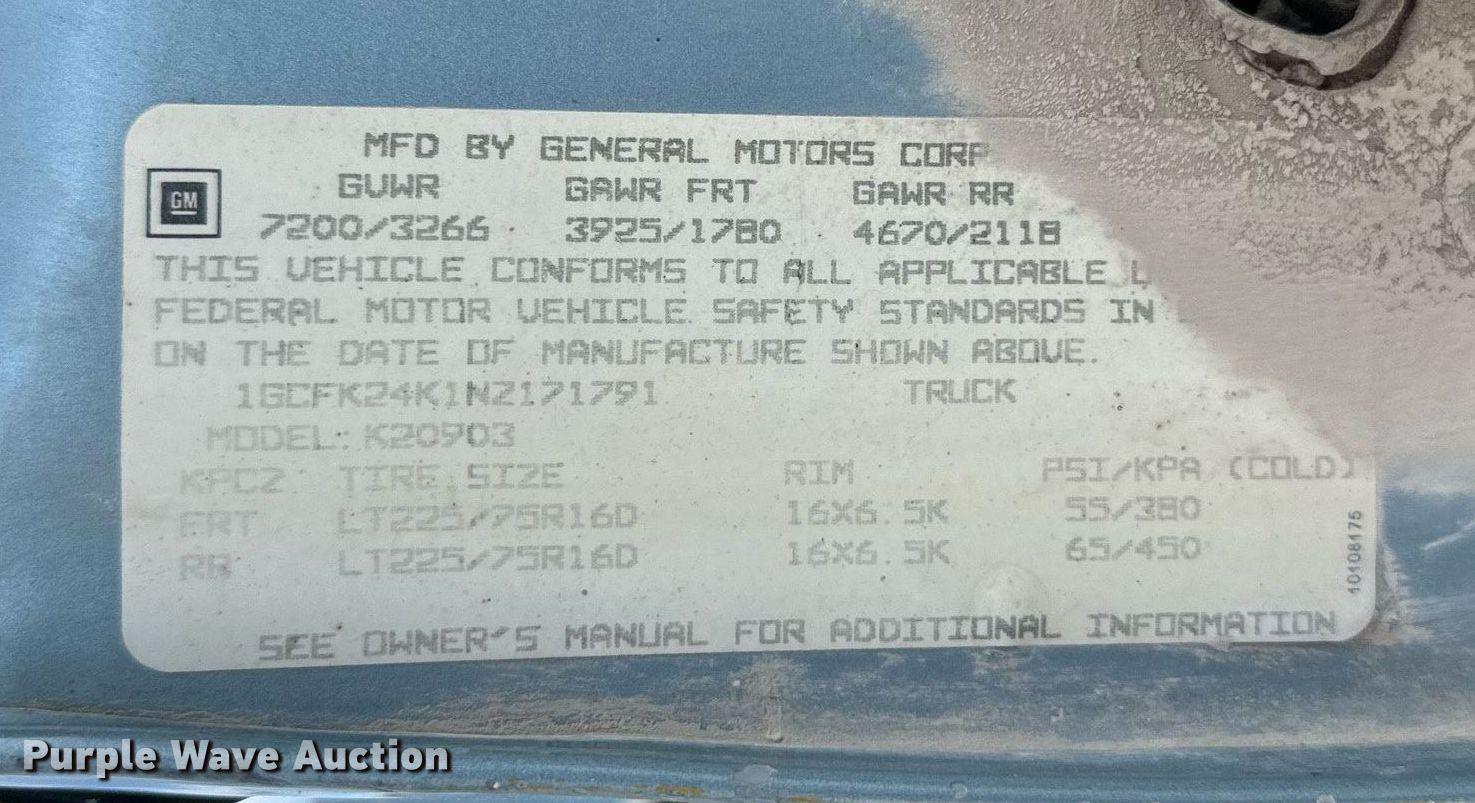 MFD BY GENERAL MOTORS CORP
GM
GVWR GAWR FRT GAWR RR
7200/3266 3925/1780 4670/2118
THIS VEHICLE CONFORMS TO ALL APPLICABLE
FEDERAL MOTOR VEHICLE SAFETY STANDARDS IN
ON THE DATE OF MANUFACTURE SHOWN ABOVE.
1GCFK24K1NZ171791 TRUCK
MODEL: K20903
KPC2 TIRE SIZE RIM PSI/KPA (COLD)
FRT LT225/75R16D 16X6.5K 55/380
RR LT225/75R16D 16X6.5K 65/450
10108175
SEE OWNER'S MANUAL FOR ADDITIONAL INFORMATION
Purple Wave Auction